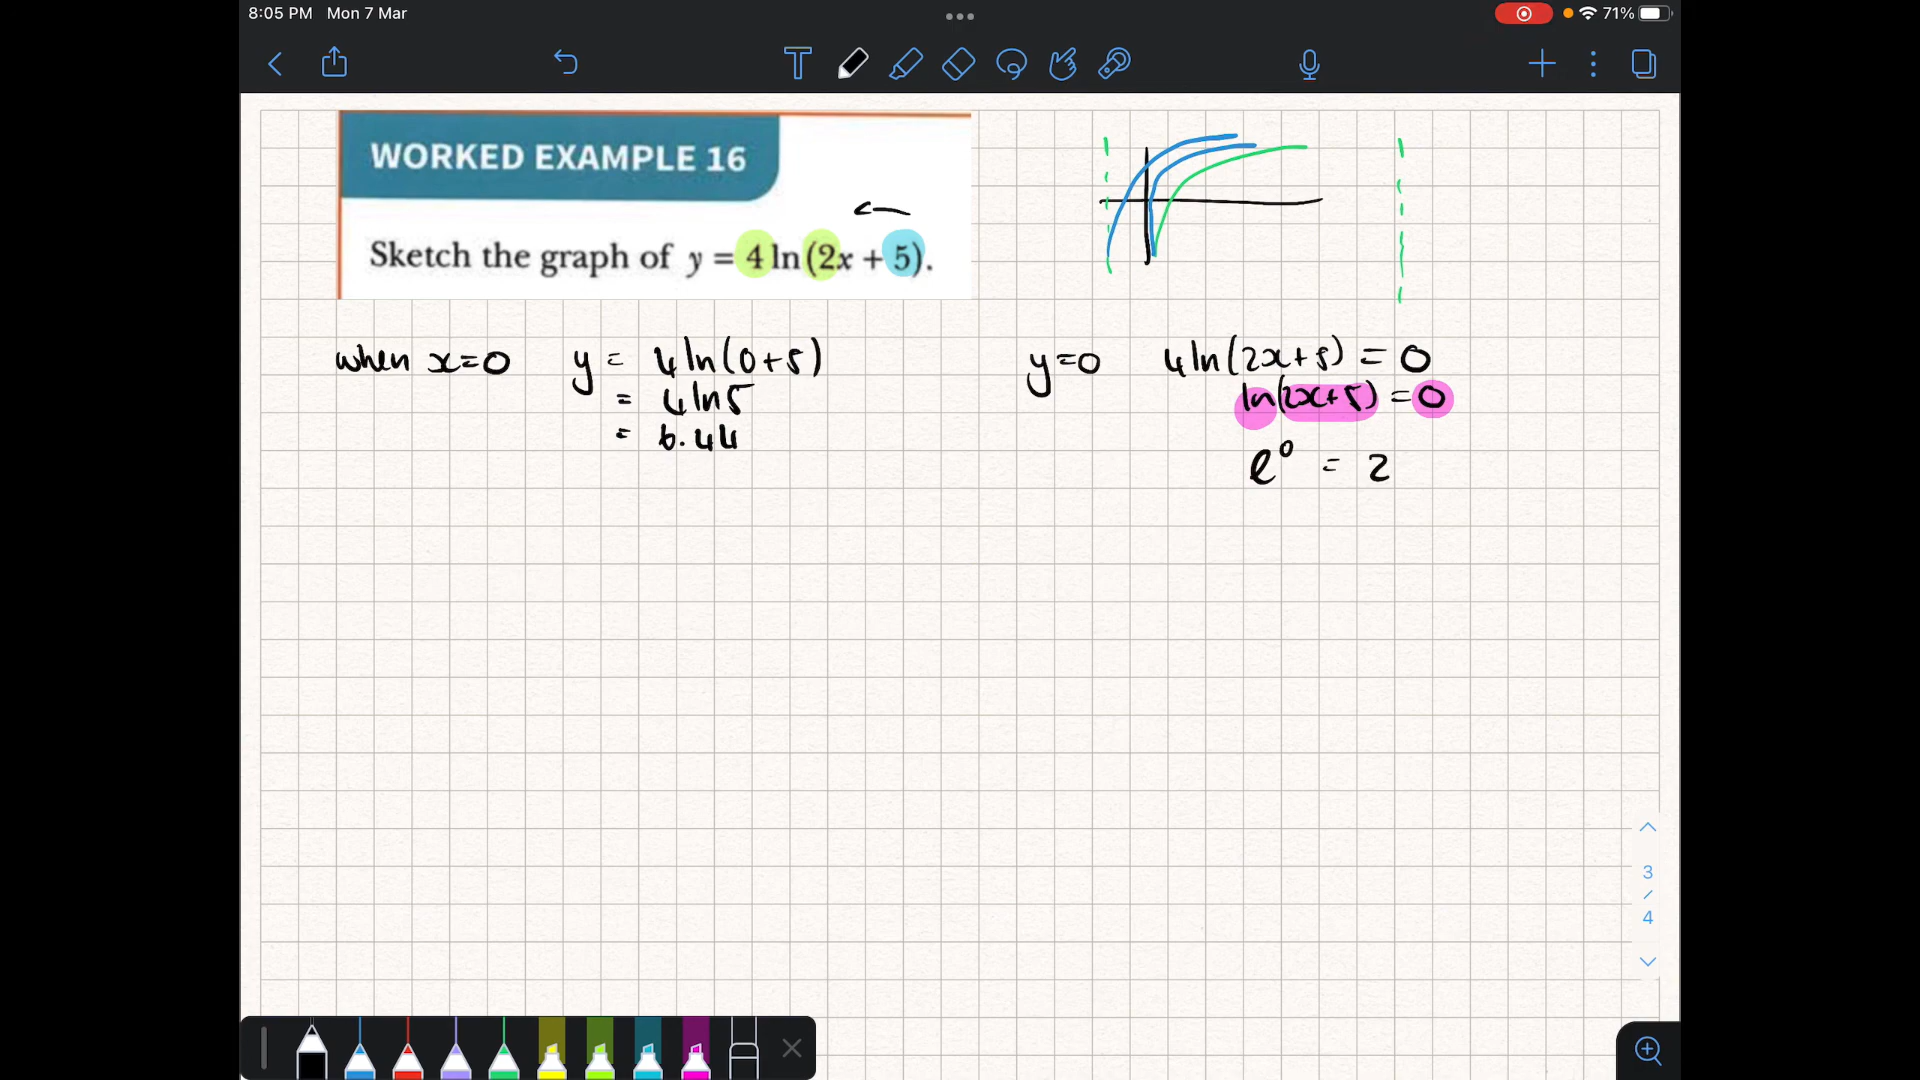 8:05 PM Mon 7 Mar
71%
WORKED EXAMPLE 16
Sketch the graph of y = 4 ln(2x + 5).
when x=0 y = 4ln(0+5)
= 4ln5
= 6.44
y=0 4ln(2x+5) = 0
ln(2x+5) = 0
e⁰ = 2
3
/
4